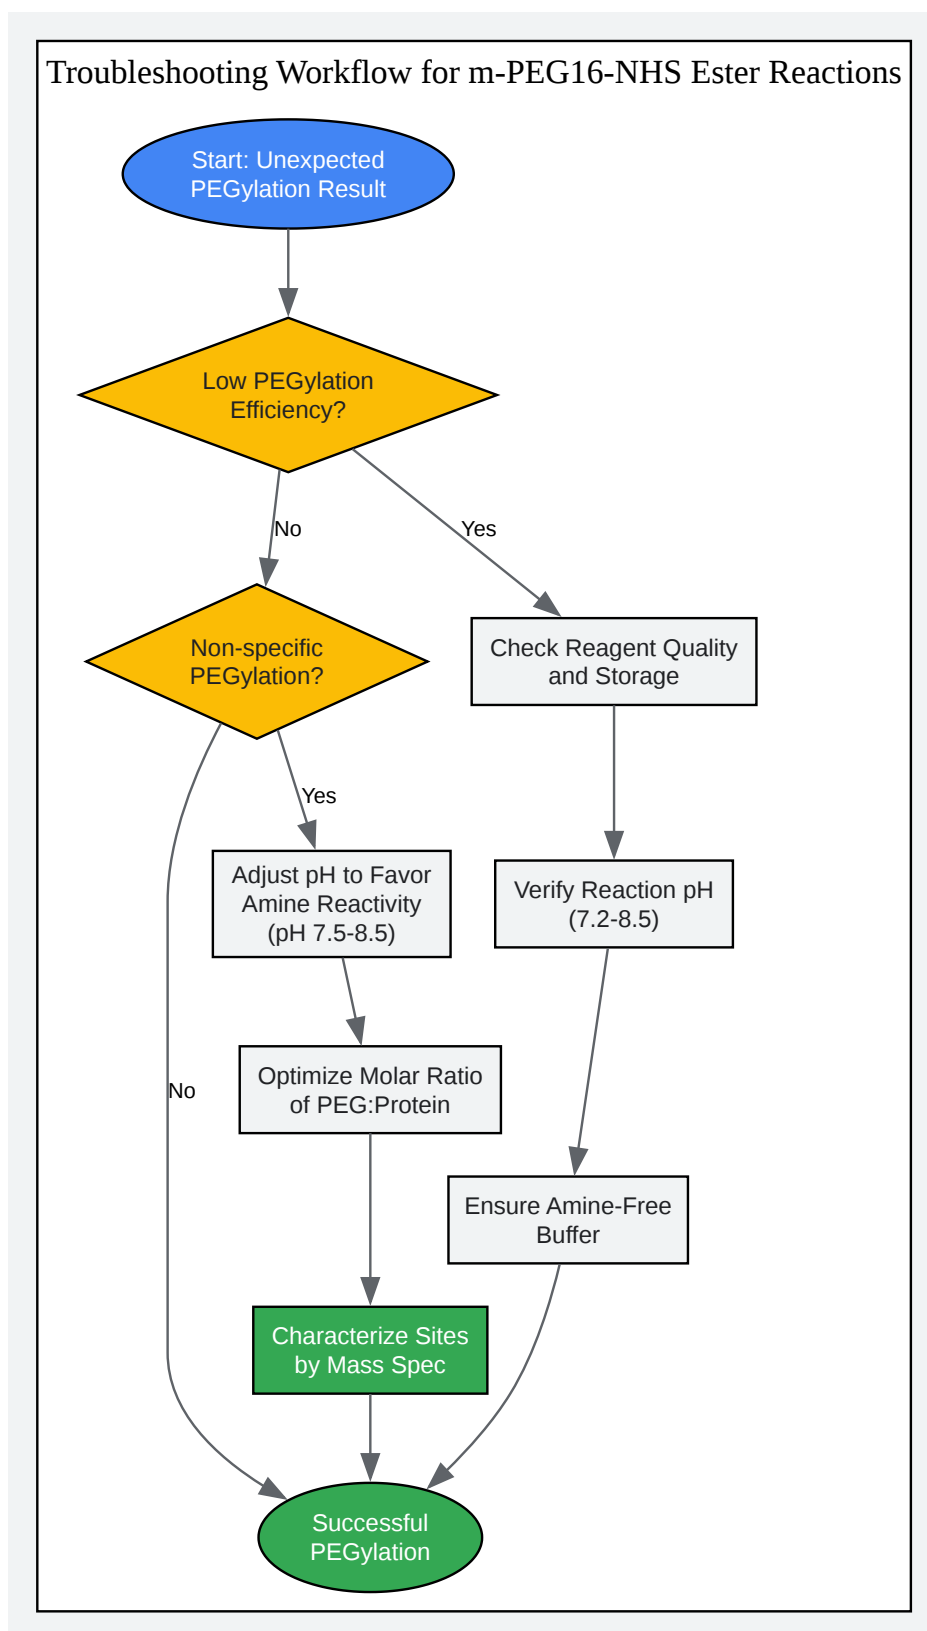 Troubleshooting Workflow for m-PEG16-NHS Ester Reactions
Start: Unexpected
PEGylation Result
Low PEGylation
Efficiency?
No
Yes
Non-specific
PEGylation?
Check Reagent Quality
and Storage
Yes
Adjust pH to Favor
Amine Reactivity
(pH 7.5-8.5)
Verify Reaction pH
(7.2-8.5)
Optimize Molar Ratio
of PEG:Protein
No
Ensure Amine-Free
Buffer
Characterize Sites
by Mass Spec
Successful
PEGylation